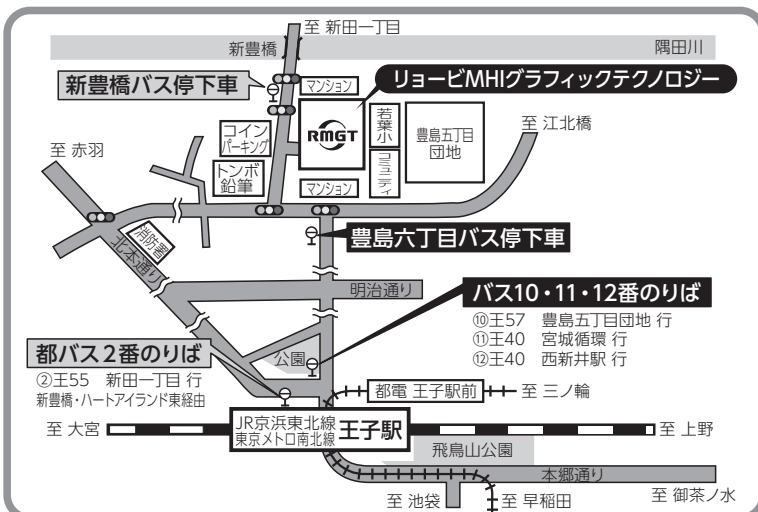 至 新田一丁目
新豊橋
隅田川
新豊橋バス停下車
マンション
リョービMHIグラフィックテクノロジー
コイン
パーキング
RMGT
若葉小
豊島五丁目
団地
至 江北橋
至 赤羽
トンボ
鉛筆
マンション
コミュニティ
消防署
北本通り
豊島六丁目バス停下車
明治通り
バス10・11・12番のりば
⑩王57 豊島五丁目団地 行
⑪王40 宮城循環 行
⑫王40 西新井駅 行
都バス2番のりば
②王55 新田一丁目 行
新豊橋・ハートアイランド東経由
公園
都電 王子駅前
至 三ノ輪
至 大宮
JR京浜東北線
東京メトロ南北線
王子駅
至 上野
飛鳥山公園
本郷通り
至 池袋
至 早稲田
至 御茶ノ水